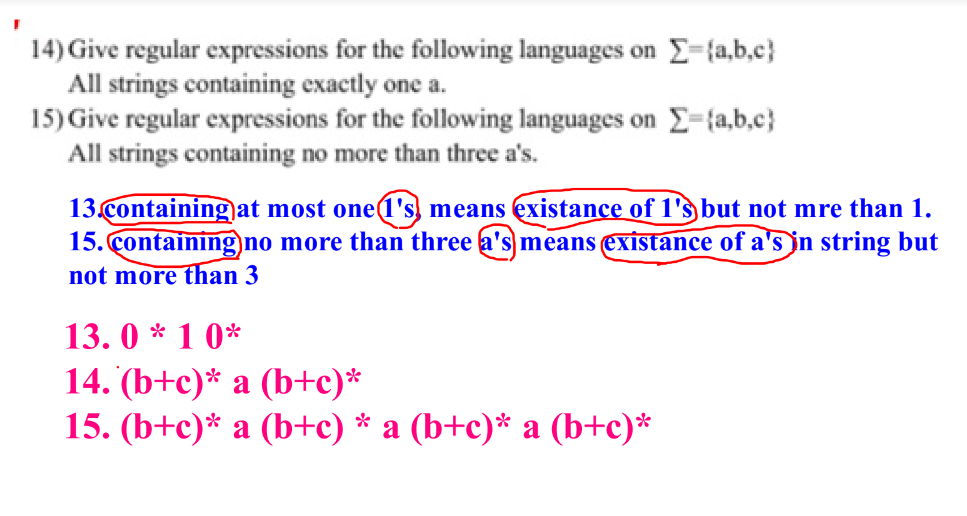 14) Give regular expressions for the following languages on ∑={a,b,c}
All strings containing exactly one a.
15) Give regular expressions for the following languages on ∑={a,b,c}
All strings containing no more than three a's.
13.containing at most one 1's, means existance of 1's but not mre than 1.
15. containing no more than three a's means existance of a's in string but
not more than 3
13. 0 * 1 0*
14. (b+c)* a (b+c)*
15. (b+c)* a (b+c) * a (b+c)* a (b+c)*